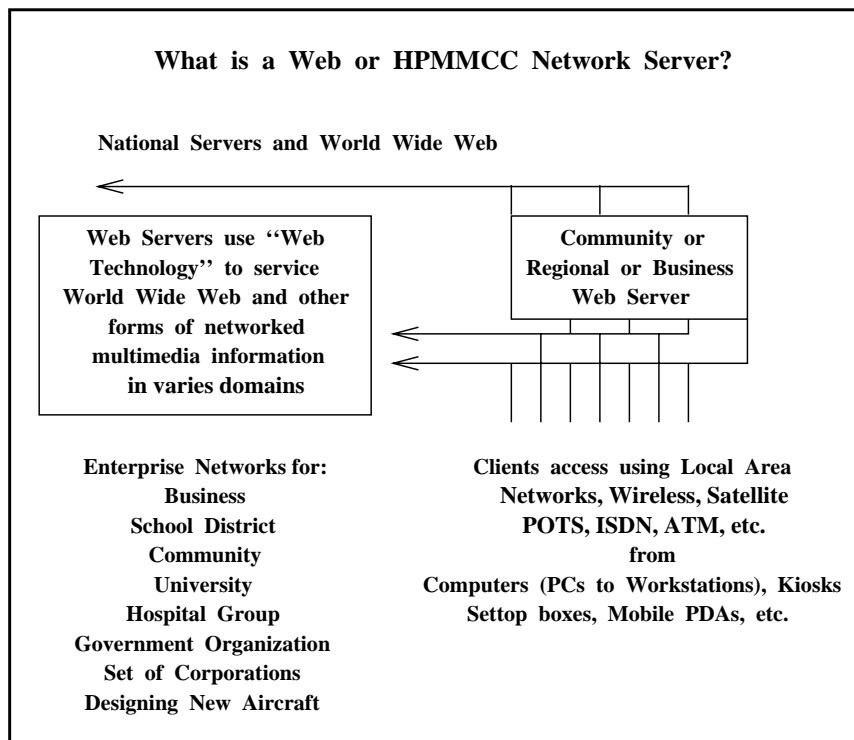 What is a Web or HPMMCC Network Server?
National Servers and World Wide Web
Web Servers use ‘‘Web
Technology’’ to service
World Wide Web and other
forms of networked
multimedia information
in varies domains
Community or
Regional or Business
Web Server
Enterprise Networks for:
Business
School District
Community
University
Hospital Group
Government Organization
Set of Corporations
Designing New Aircraft
Clients access using Local Area
Networks, Wireless, Satellite
POTS, ISDN, ATM, etc.
from
Computers (PCs to Workstations), Kiosks
Settop boxes, Mobile PDAs, etc.